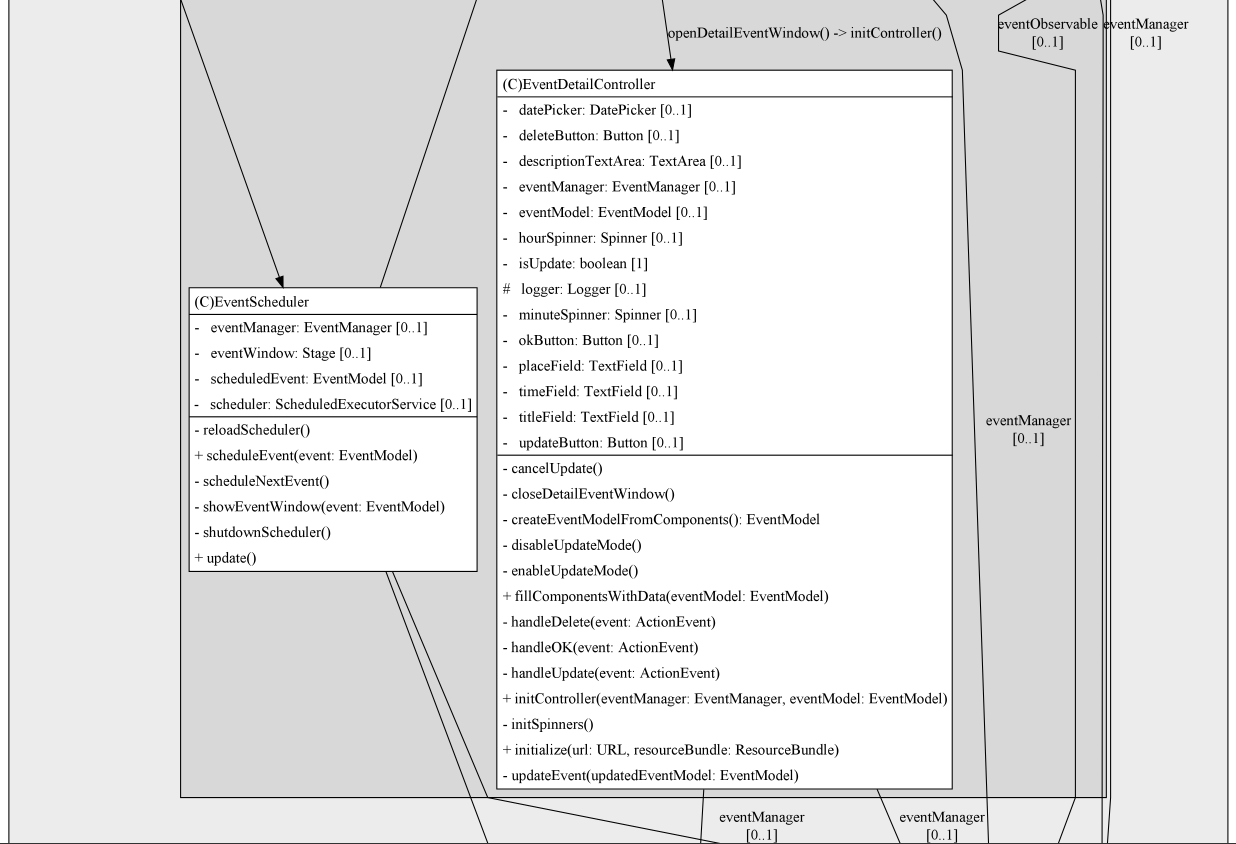 openDetailEventWindow() -> initController()
eventObservable
[0..1]
eventManager
[0..1]
(C)EventDetailController
- datePicker: DatePicker [0..1]
- deleteButton: Button [0..1]
- descriptionTextArea: TextArea [0..1]
- eventManager: EventManager [0..1]
- eventModel: EventModel [0..1]
- hourSpinner: Spinner [0..1]
- isUpdate: boolean [1]
# logger: Logger [0..1]
- minuteSpinner: Spinner [0..1]
- okButton: Button [0..1]
- placeField: TextField [0..1]
- timeField: TextField [0..1]
- titleField: TextField [0..1]
- updateButton: Button [0..1]
- cancelUpdate()
- closeDetailEventWindow()
- createEventModelFromComponents(): EventModel
- disableUpdateMode()
- enableUpdateMode()
+ fillComponentsWithData(eventModel: EventModel)
- handleDelete(event: ActionEvent)
- handleOK(event: ActionEvent)
- handleUpdate(event: ActionEvent)
+ initController(eventManager: EventManager, eventModel: EventModel)
- initSpinners()
+ initialize(url: URL, resourceBundle: ResourceBundle)
- updateEvent(updatedEventModel: EventModel)
(C)EventScheduler
- eventManager: EventManager [0..1]
- eventWindow: Stage [0..1]
- scheduledEvent: EventModel [0..1]
- scheduler: ScheduledExecutorService [0..1]
- reloadScheduler()
+ scheduleEvent(event: EventModel)
- scheduleNextEvent()
- showEventWindow(event: EventModel)
- shutdownScheduler()
+ update()
eventManager
[0..1]
eventManager
[0..1]
eventManager
[0..1]